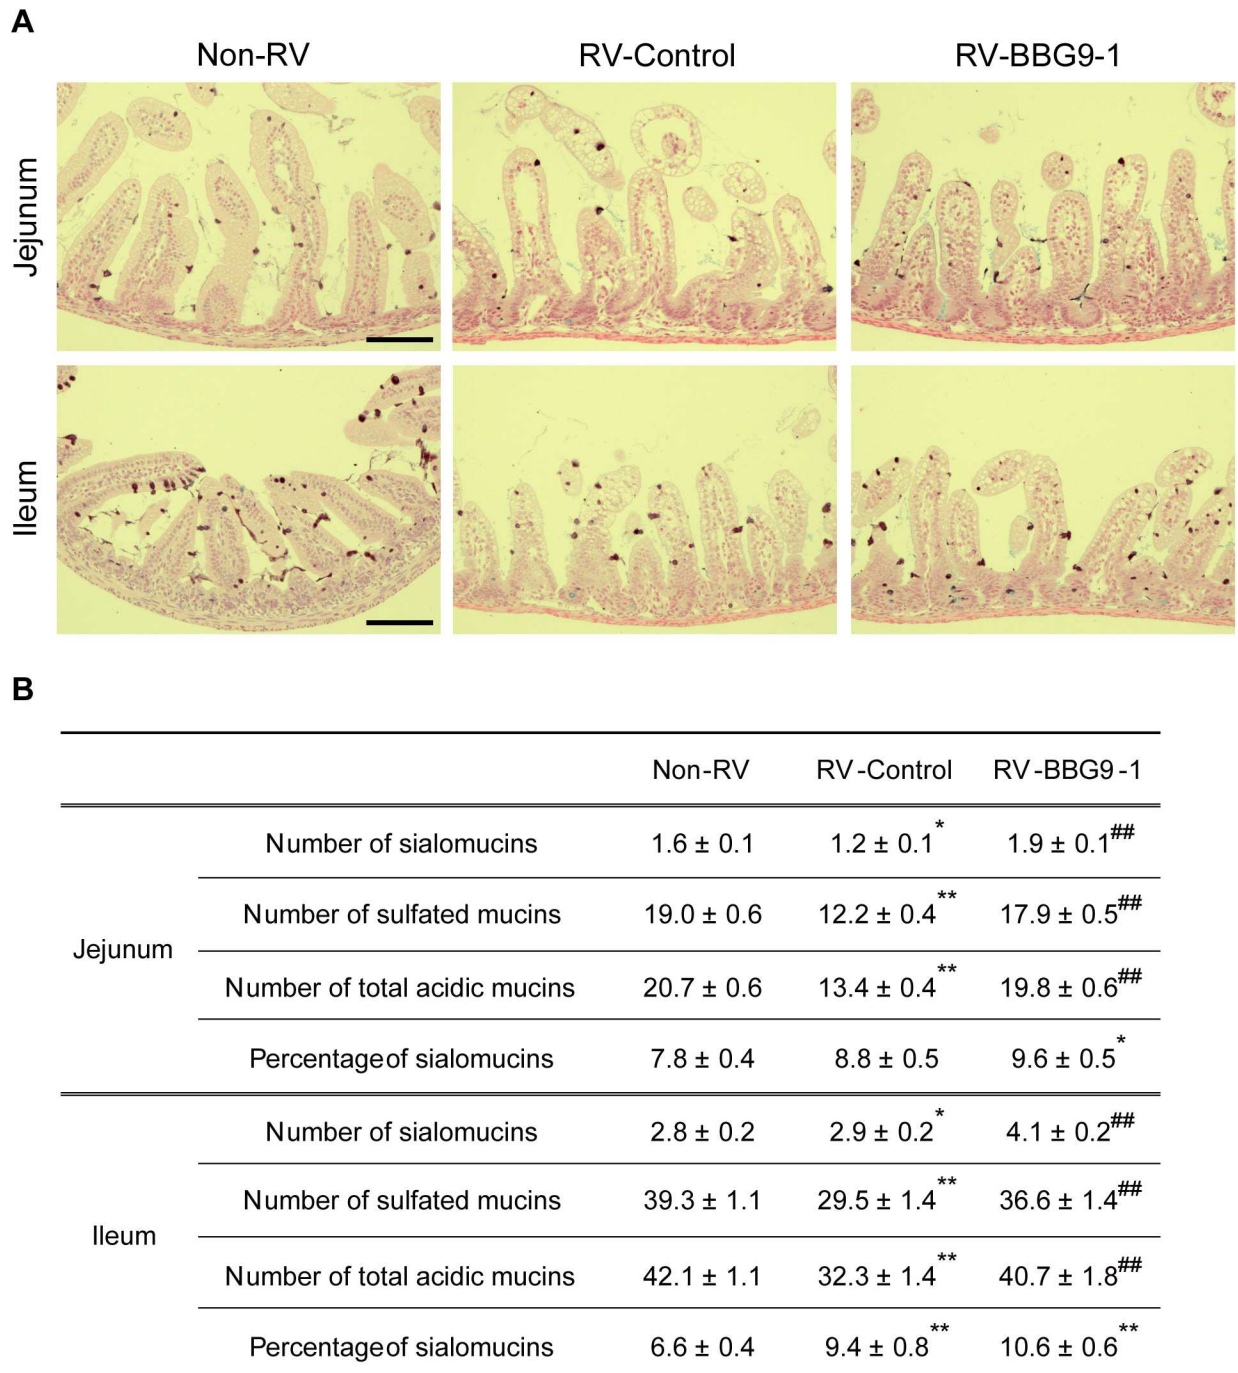 A
Non-RV RV-Control RV-BBG9-1
Jejunum
Ileum
B
Non-RV RV-Control RV-BBG9-1
Jejunum
Number of sialomucins 1.6 ± 0.1 1.2 ± 0.1* 1.9 ± 0.1##
Number of sulfated mucins 19.0 ± 0.6 12.2 ± 0.4** 17.9 ± 0.5##
Number of total acidic mucins 20.7 ± 0.6 13.4 ± 0.4** 19.8 ± 0.6##
Percentage of sialomucins 7.8 ± 0.4 8.8 ± 0.5 9.6 ± 0.5*
Ileum
Number of sialomucins 2.8 ± 0.2 2.9 ± 0.2* 4.1 ± 0.2##
Number of sulfated mucins 39.3 ± 1.1 29.5 ± 1.4** 36.6 ± 1.4##
Number of total acidic mucins 42.1 ± 1.1 32.3 ± 1.4** 40.7 ± 1.8##
Percentage of sialomucins 6.6 ± 0.4 9.4 ± 0.8** 10.6 ± 0.6**